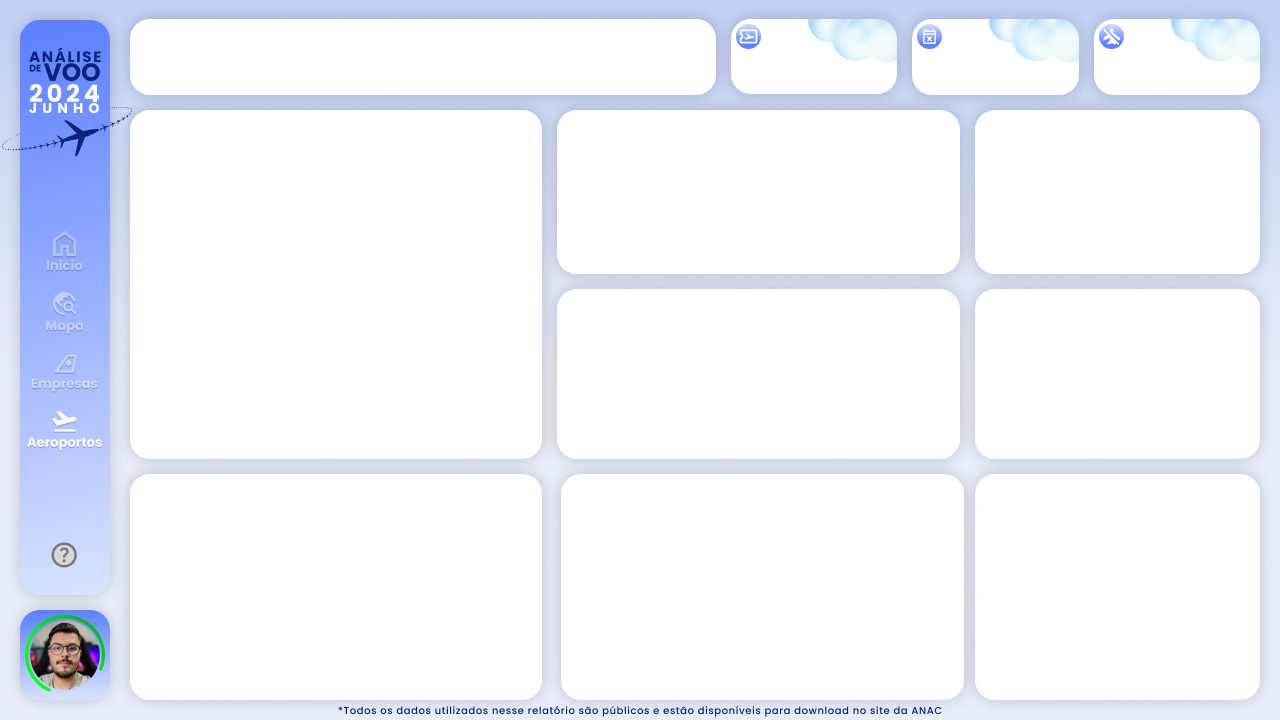 ANÁLISE
DE VOO
2024
JUNHO
Inicio
Mapa
Empresas
Aeroportos
?
*Todos os dados utilizados nesse relatório são públicos e estão disponíveis para download no site da ANAC